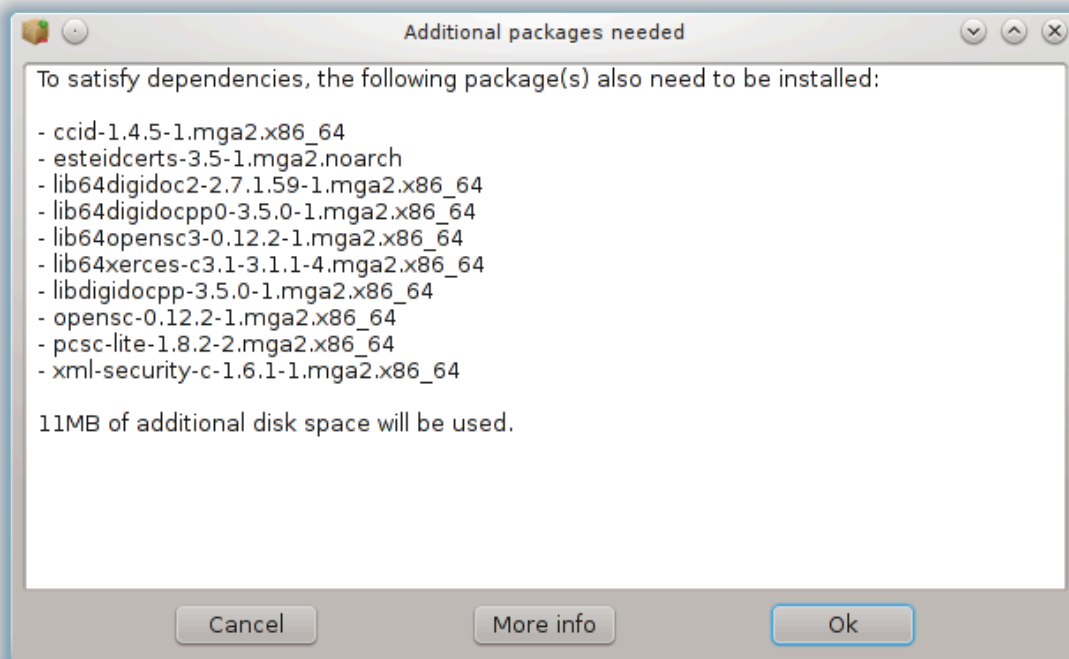 Additional packages needed
To satisfy dependencies, the following package(s) also need to be installed:
- ccid-1.4.5-1.mga2.x86_64
- esteidcerts-3.5-1.mga2.noarch
- lib64digidoc2-2.7.1.59-1.mga2.x86_64
- lib64digidocpp0-3.5.0-1.mga2.x86_64
- lib64opensc3-0.12.2-1.mga2.x86_64
- lib64xerces-c3.1-3.1.1-4.mga2.x86_64
- libdigidocpp-3.5.0-1.mga2.x86_64
- opensc-0.12.2-1.mga2.x86_64
- pcsc-lite-1.8.2-2.mga2.x86_64
- xml-security-c-1.6.1-1.mga2.x86_64
11MB of additional disk space will be used.
Cancel
More info
Ok